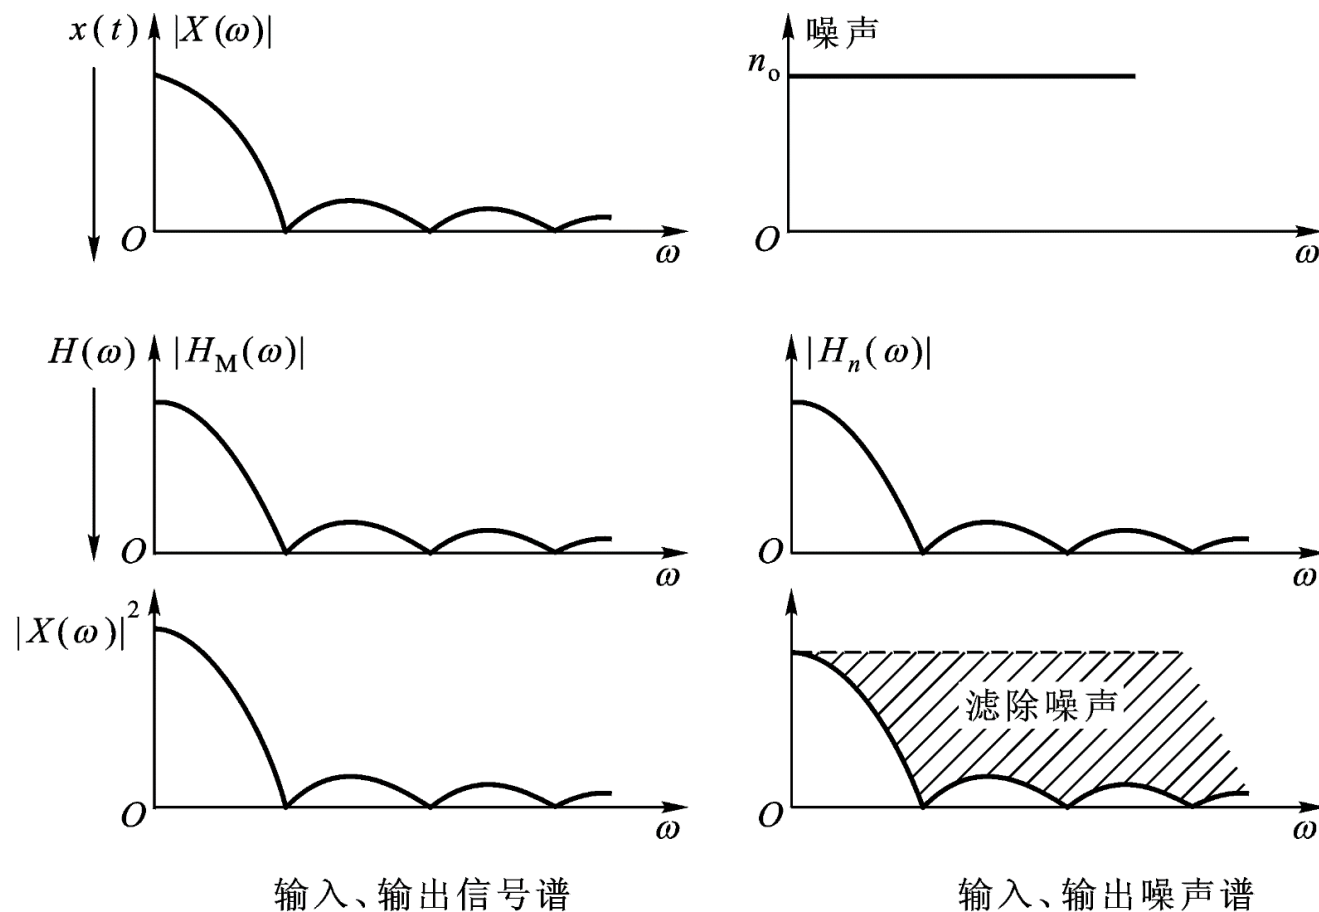 x(t) |X(ω)|
O ω
噪声
n₀
O ω
H(ω) |H_M(ω)|
O ω
|H_n(ω)|
O ω
|X(ω)|²
O ω
滤除噪声
O ω
输入、输出信号谱
输入、输出噪声谱